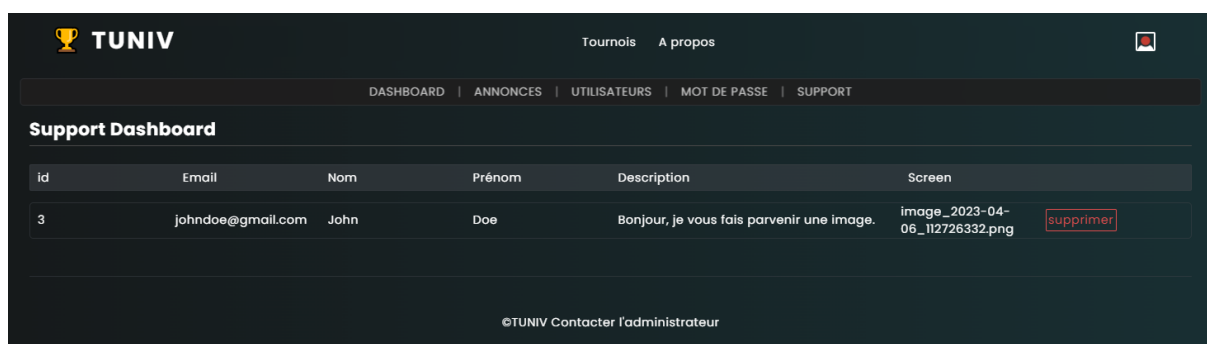 TUNIV
Tournois A propos
DASHBOARD | ANNONCES | UTILISATEURS | MOT DE PASSE | SUPPORT
Support Dashboard
id Email Nom Prénom Description Screen
3 johndoe@gmail.com John Doe Bonjour, je vous fais parvenir une image. image_2023-04-
06_112726332.png supprimer
©TUNIV Contacter l'administrateur